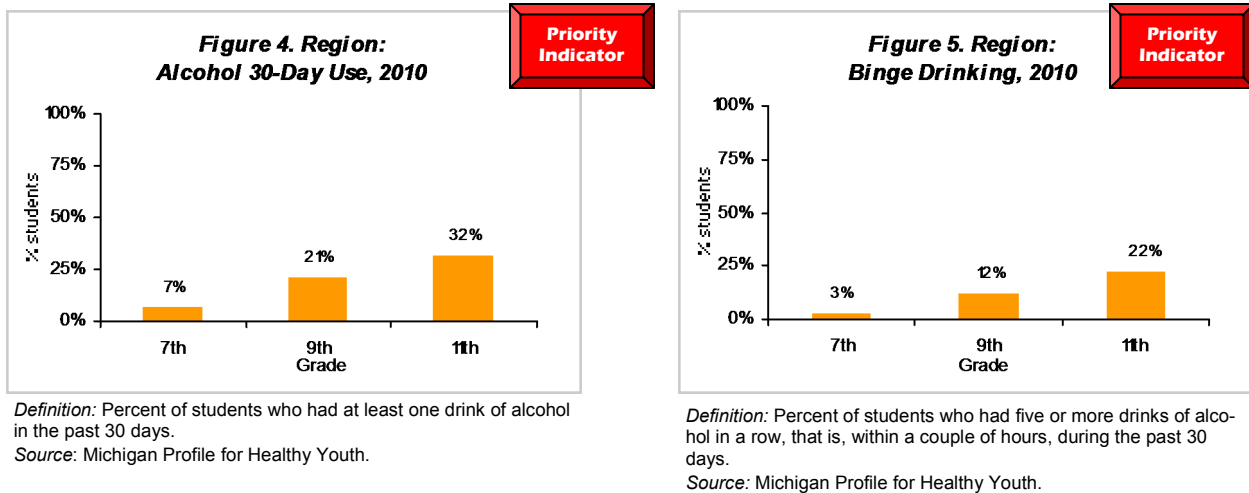 Figure 4. Region:
Alcohol 30-Day Use, 2010
Priority
Indicator
100%
75%
50%
25%
0%
% students
7%
21%
32%
7th
9th
11th
Grade
Definition: Percent of students who had at least one drink of alcohol
in the past 30 days.
Source: Michigan Profile for Healthy Youth.
Figure 5. Region:
Binge Drinking, 2010
Priority
Indicator
100%
75%
50%
25%
0%
% students
3%
12%
22%
7th
9th
11th
Grade
Definition: Percent of students who had five or more drinks of alco-
hol in a row, that is, within a couple of hours, during the past 30
days.
Source: Michigan Profile for Healthy Youth.